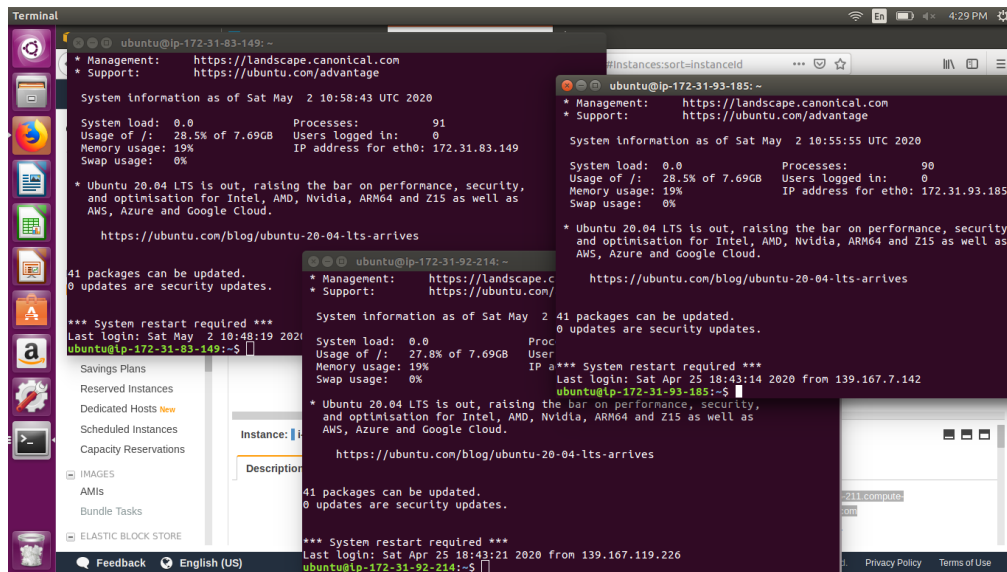 Terminal
En
4:29 PM
ubuntu@ip-172-31-83-149: ~
* Management: https://landscape.canonical.com
* Support: https://ubuntu.com/advantage
System information as of Sat May 2 10:58:43 UTC 2020
System load: 0.0 Processes: 91
Usage of /: 28.5% of 7.69GB Users logged in: 0
Memory usage: 19% IP address for eth0: 172.31.83.149
Swap usage: 0%
* Ubuntu 20.04 LTS is out, raising the bar on performance, security,
and optimisation for Intel, AMD, Nvidia, ARM64 and Z15 as well as
AWS, Azure and Google Cloud.
https://ubuntu.com/blog/ubuntu-20-04-lts-arrives
41 packages can be updated.
0 updates are security updates.
*** System restart required ***
Last login: Sat May 2 10:48:19 202
ubuntu@ip-172-31-83-149:~$
#Instances:sort=instanceId
ubuntu@ip-172-31-93-185: ~
* Management: https://landscape.canonical.com
* Support: https://ubuntu.com/advantage
System information as of Sat May 2 10:55:55 UTC 2020
System load: 0.0 Processes: 90
Usage of /: 28.5% of 7.69GB Users logged in: 0
Memory usage: 19% IP address for eth0: 172.31.93.185
Swap usage: 0%
* Ubuntu 20.04 LTS is out, raising the bar on performance, security
and optimisation for Intel, AMD, Nvidia, ARM64 and Z15 as well as
AWS, Azure and Google Cloud.
https://ubuntu.com/blog/ubuntu-20-04-lts-arrives
41 packages can be updated.
0 updates are security updates.
*** System restart required ***
Last login: Sat Apr 25 18:43:14 2020 from 139.167.7.142
ubuntu@ip-172-31-93-185:~$
ubuntu@ip-172-31-92-214: ~
* Management: https://landscape.c
* Support: https://ubuntu.com/
System information as of Sat May 2
System load: 0.0 Proc
Usage of /: 27.8% of 7.69GB User
Memory usage: 19% IP a
Swap usage: 0%
* Ubuntu 20.04 LTS is out, raising the bar on performance, security,
and optimisation for Intel, AMD, Nvidia, ARM64 and Z15 as well as
AWS, Azure and Google Cloud.
https://ubuntu.com/blog/ubuntu-20-04-lts-arrives
41 packages can be updated.
0 updates are security updates.
*** System restart required ***
Last login: Sat Apr 25 18:43:21 2020 from 139.167.119.226
ubuntu@ip-172-31-92-214:~$
Savings Plans
Reserved Instances
Dedicated Hosts New
Scheduled Instances
Capacity Reservations
IMAGES
AMIs
Bundle Tasks
ELASTIC BLOCK STORE
Instance: i-
Description
-211.compute-
om
Feedback English (US)
d. Privacy Policy Terms of Use